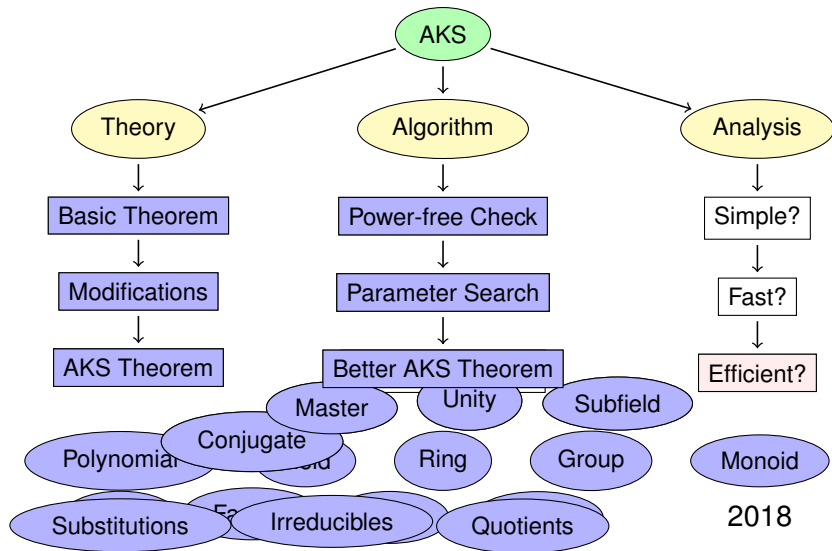 AKS
Theory
Algorithm
Analysis
Basic Theorem
Power-free Check
Simple?
Modifications
Parameter Search
Fast?
AKS Theorem
Better AKS Theorem
Efficient?
Master
Unity
Subfield
Conjugate
Polynomial
Ring
Group
Monoid
Substitutions
Irreducibles
Quotients
2018